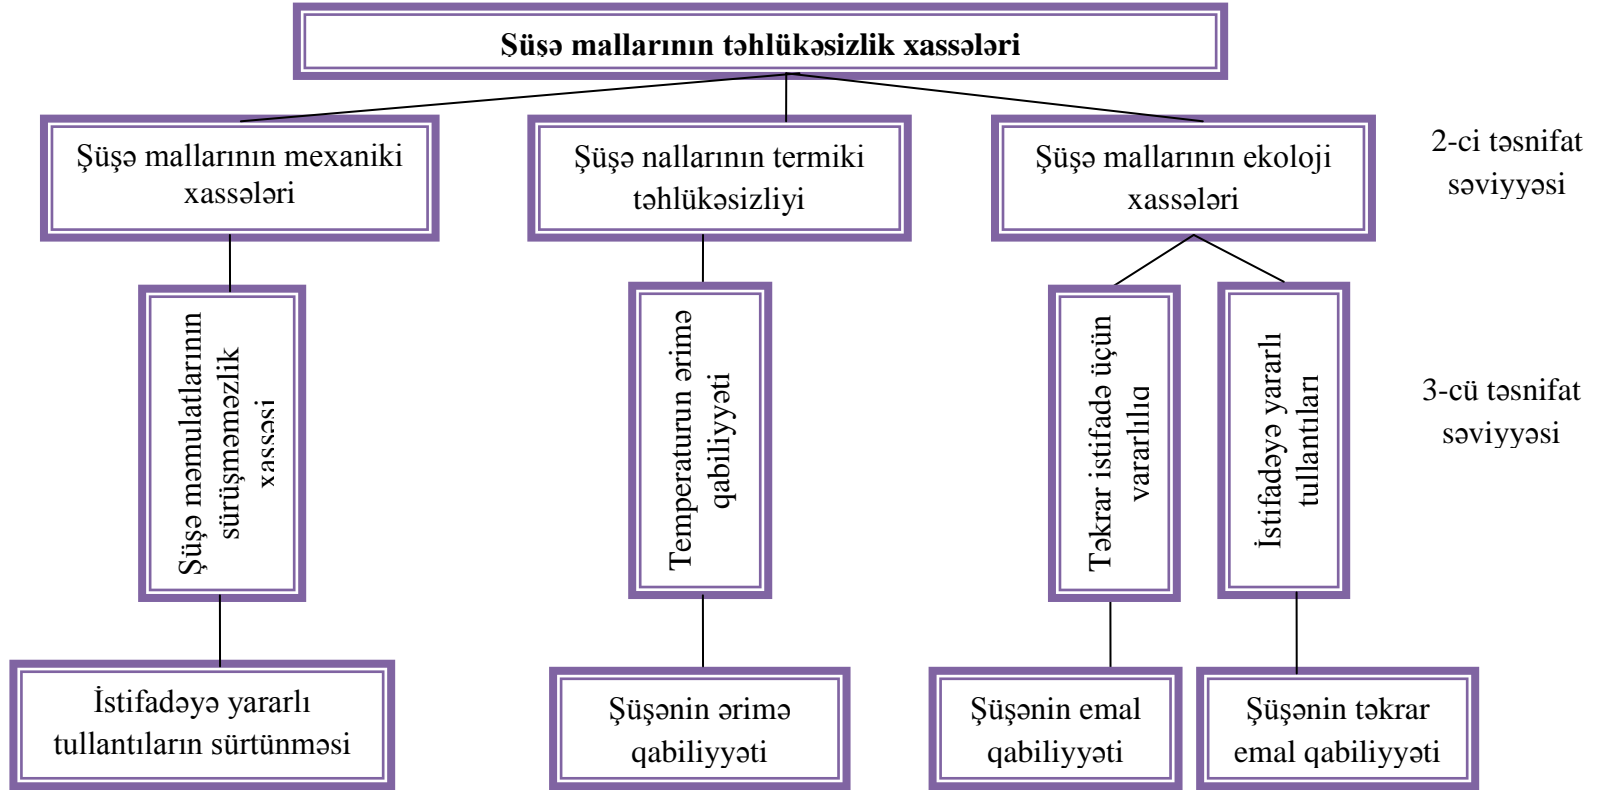 Şüşə mallarının təhlükəsizlik xassələri
Şüşə mallarının mexaniki
xassələri
Şüşə nallarının termiki
təhlükəsizliyi
Şüşə mallarının ekoloji
xassələri
2-ci təsnifat
səviyyəsi
Şüşə məmulatlarının
sürüşməməzlik
xassəsi
Temperaturun ərimə
qabiliyyəti
Təkrar istifadə üçün
yararlılıq
İstifadəyə yararlı
tullantıları
3-cü təsnifat
səviyyəsi
İstifadəyə yararlı
tullantıların sürtünməsi
Şüşənin ərimə
qabiliyyəti
Şüşənin emal
qabiliyyəti
Şüşənin təkrar
emal qabiliyyəti